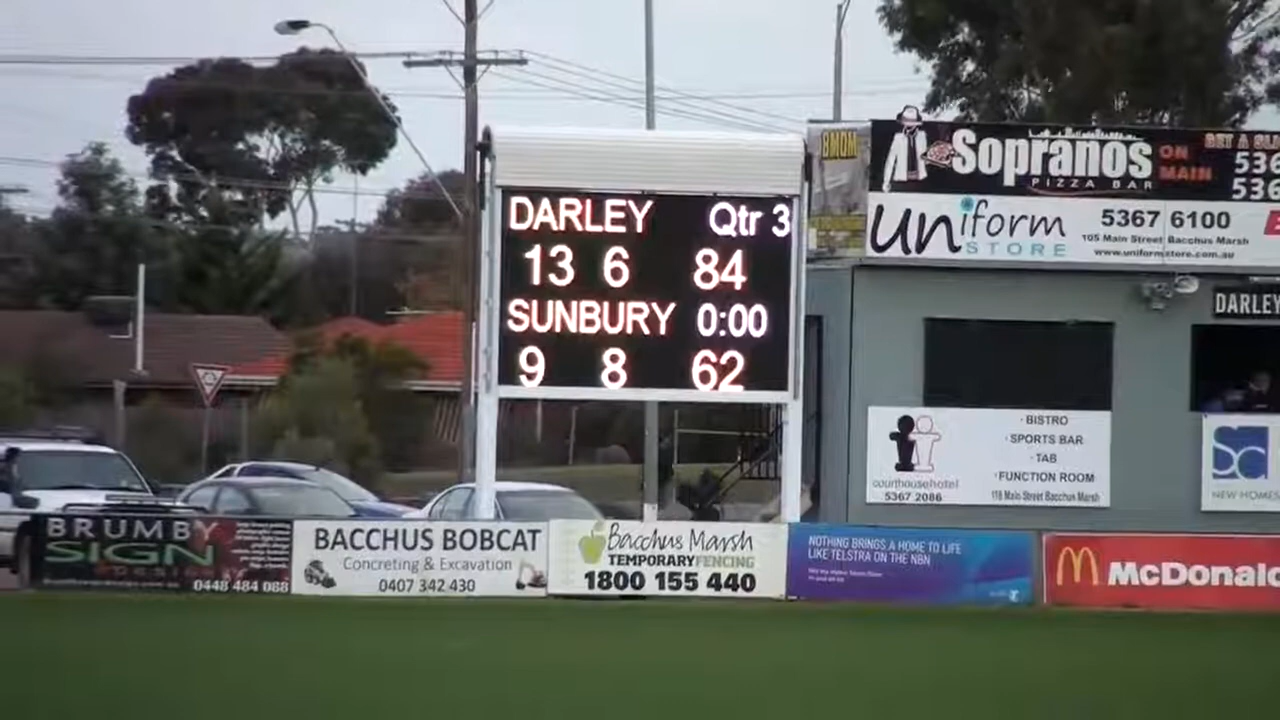 DARLEY Qtr 3
13 6 84
SUNBURY 0:00
9 8 62
BMDM
Sopranos
ON
MAIN
PIZZA BAR
GET A
536
536
uniform
STORE
5367 6100
105 Main Street Bacchus Marsh
www.uniformstore.com.au
DARLEY
· BISTRO
· SPORTS BAR
· TAB
· FUNCTION ROOM
courthousehotel
5367 2086
118 Main Street Bacchus Marsh
NEW HOMES
BRUMBY
SIGN
0448 484 088
BACCHUS BOBCAT
Concreting & Excavation
0407 342 430
Bacchus Marsh
TEMPORARYFENCING
1800 155 440
NOTHING BRINGS A HOME TO LIFE
LIKE TELSTRA ON THE NBN
McDonald